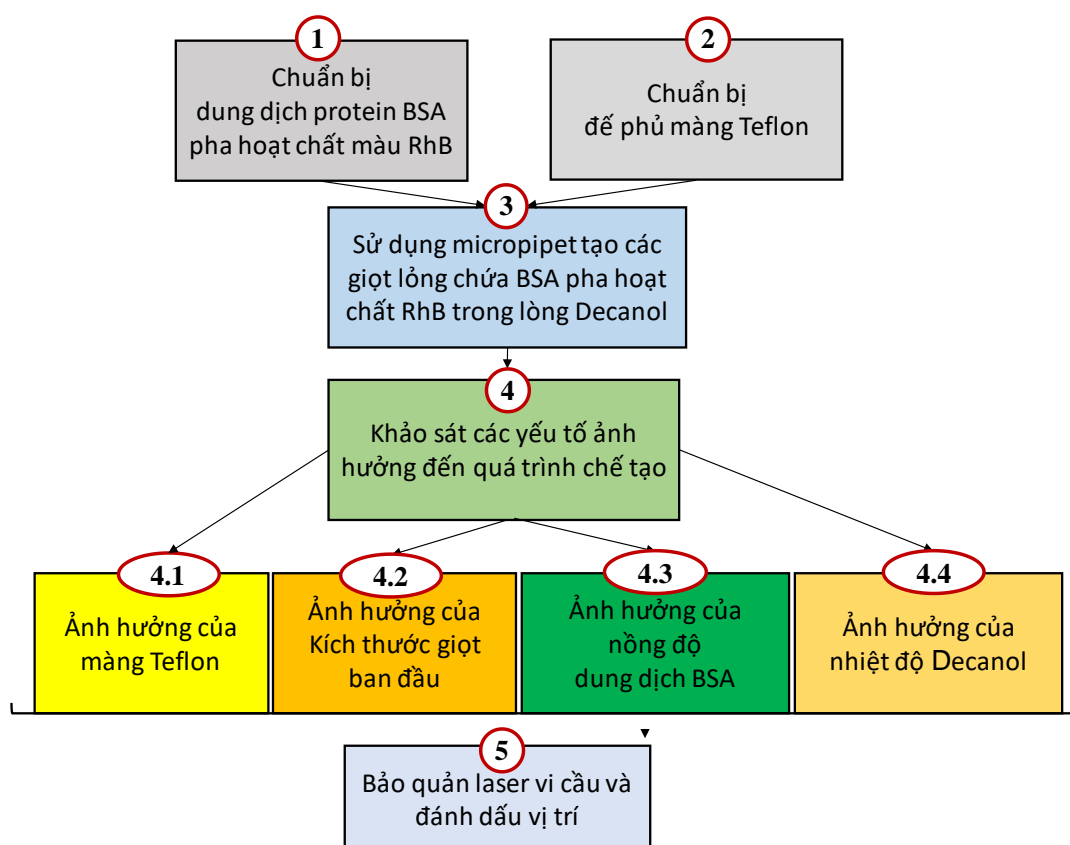 1
Chuẩn bị
dung dịch protein BSA
pha hoạt chất màu RhB
2
Chuẩn bị
đế phủ màng Teflon
3
Sử dụng micropipet tạo các
giọt lỏng chứa BSA pha hoạt
chất RhB trong lòng Decanol
4
Khảo sát các yếu tố ảnh
hưởng đến quá trình chế tạo
4.1
Ảnh hưởng của
màng Teflon
4.2
Ảnh hưởng của
Kích thước giọt
ban đầu
4.3
Ảnh hưởng của
nồng độ
dung dịch BSA
4.4
Ảnh hưởng của
nhiệt độ Decanol
5
Bảo quản laser vi cầu và
đánh dấu vị trí